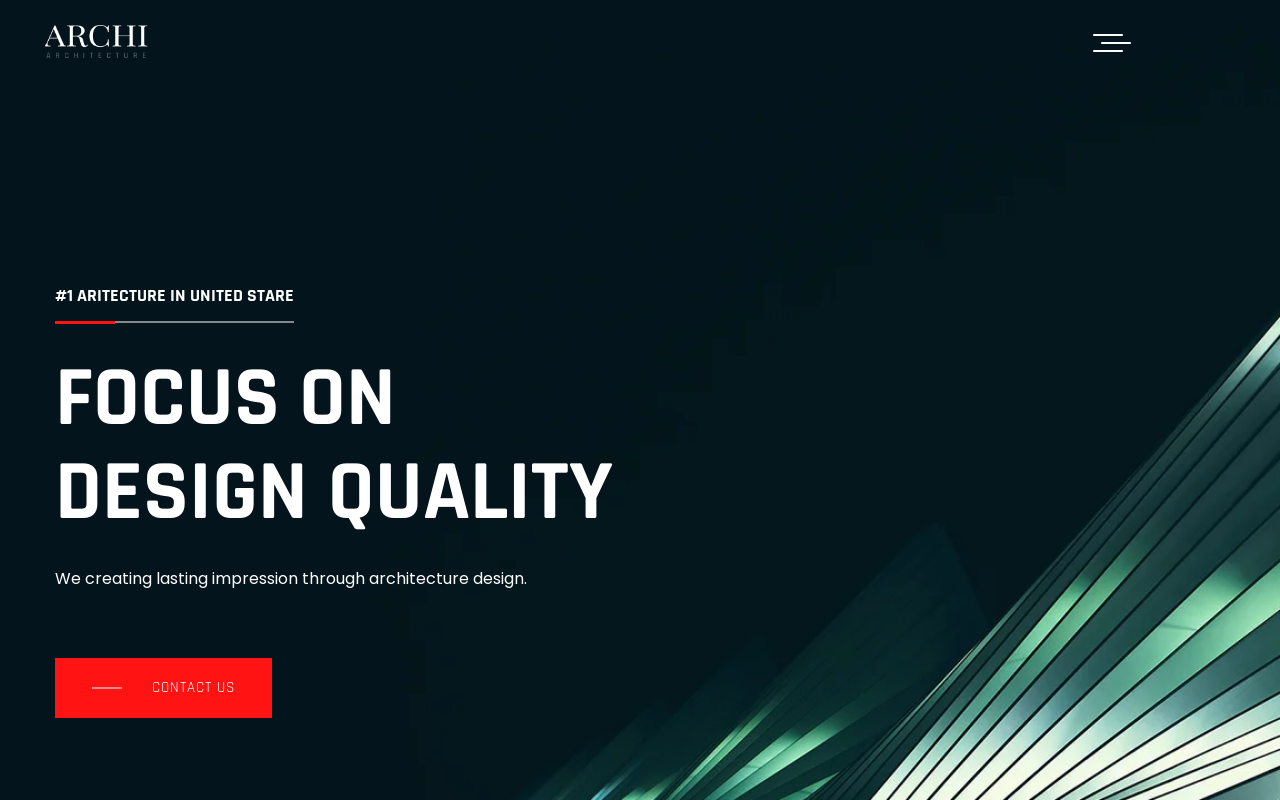 ARCHI
ARCHITECTURE
#1 ARITECTURE IN UNITED STARE
FOCUS ON
DESIGN QUALITY
We creating lasting impression through architecture design.
CONTACT US